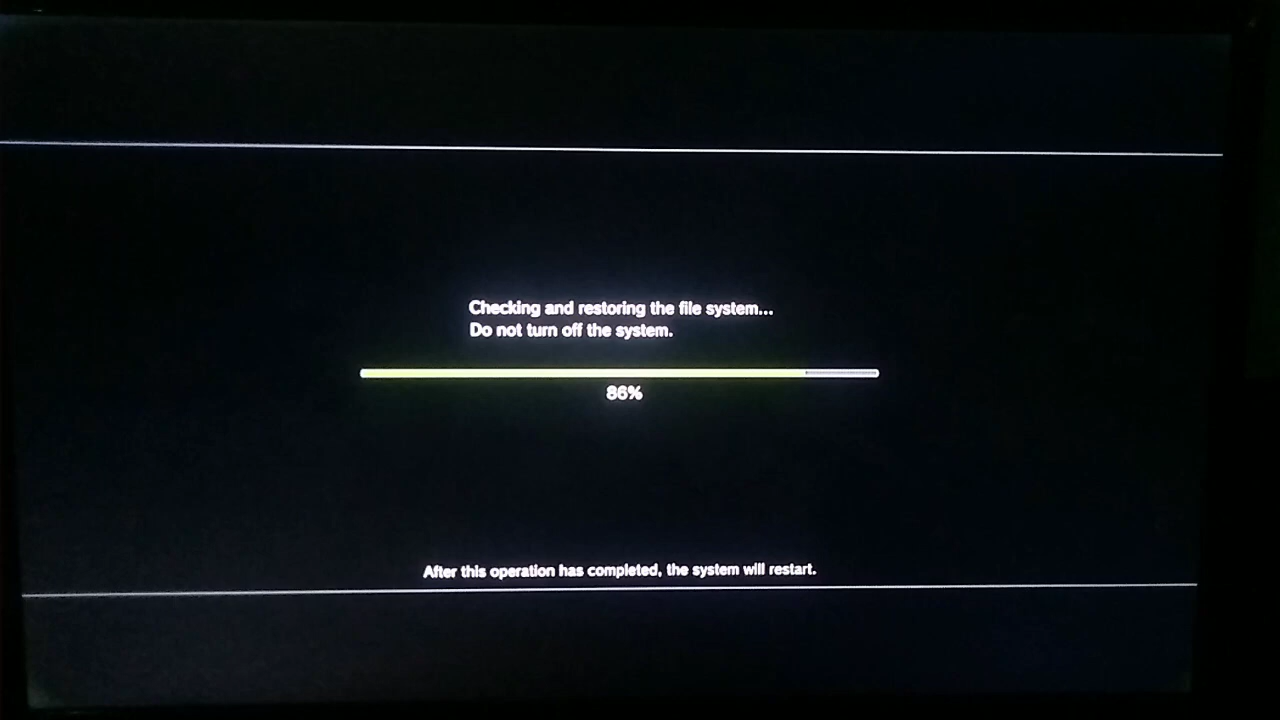 Checking and restoring the file system...
Do not turn off the system.
86%
After this operation has completed, the system will restart.